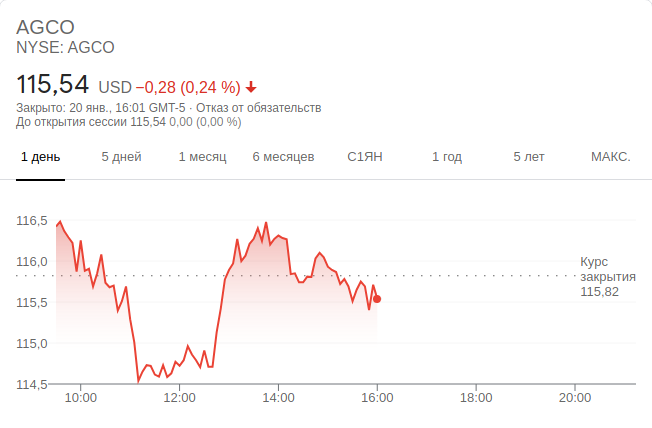 AGCO
NYSE: AGCO
115,54 USD −0,28 (0,24 %)
Закрыто: 20 янв., 16:01 GMT-5 · Отказ от обязательств
До открытия сессии 115,54 0,00 (0,00 %)
1 день 5 дней 1 месяц 6 месяцев С1ЯН 1 год 5 лет МАКС.
116,5
116,0
115,5
115,0
114,5
Курс
закрытия
115,82
10:00 12:00 14:00 16:00 18:00 20:00